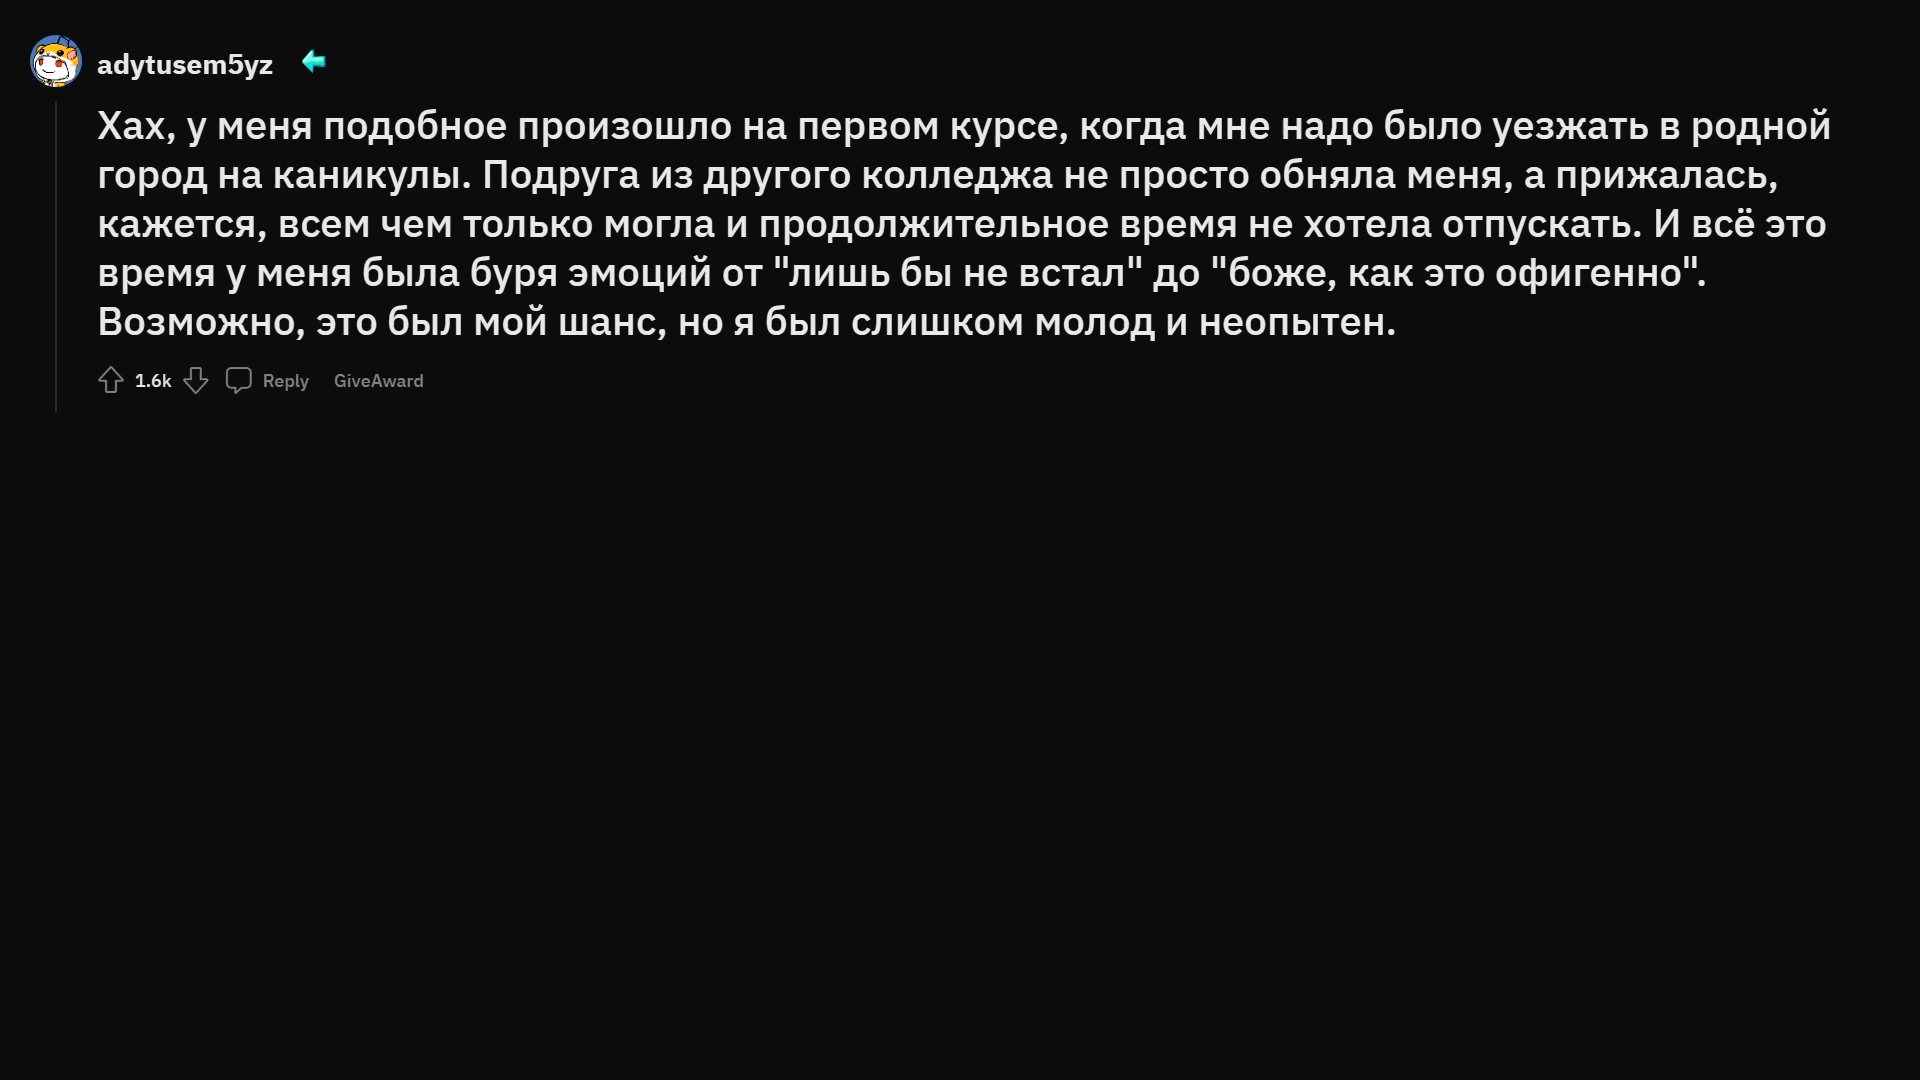 adytusem5yz
Хах, у меня подобное произошло на первом курсе, когда мне надо было уезжать в родной
город на каникулы. Подруга из другого колледжа не просто обняла меня, а прижалась,
кажется, всем чем только могла и продолжительное время не хотела отпускать. И всё это
время у меня была буря эмоций от "лишь бы не встал" до "боже, как это офигенно".
Возможно, это был мой шанс, но я был слишком молод и неопытен.
1.6k Reply GiveAward